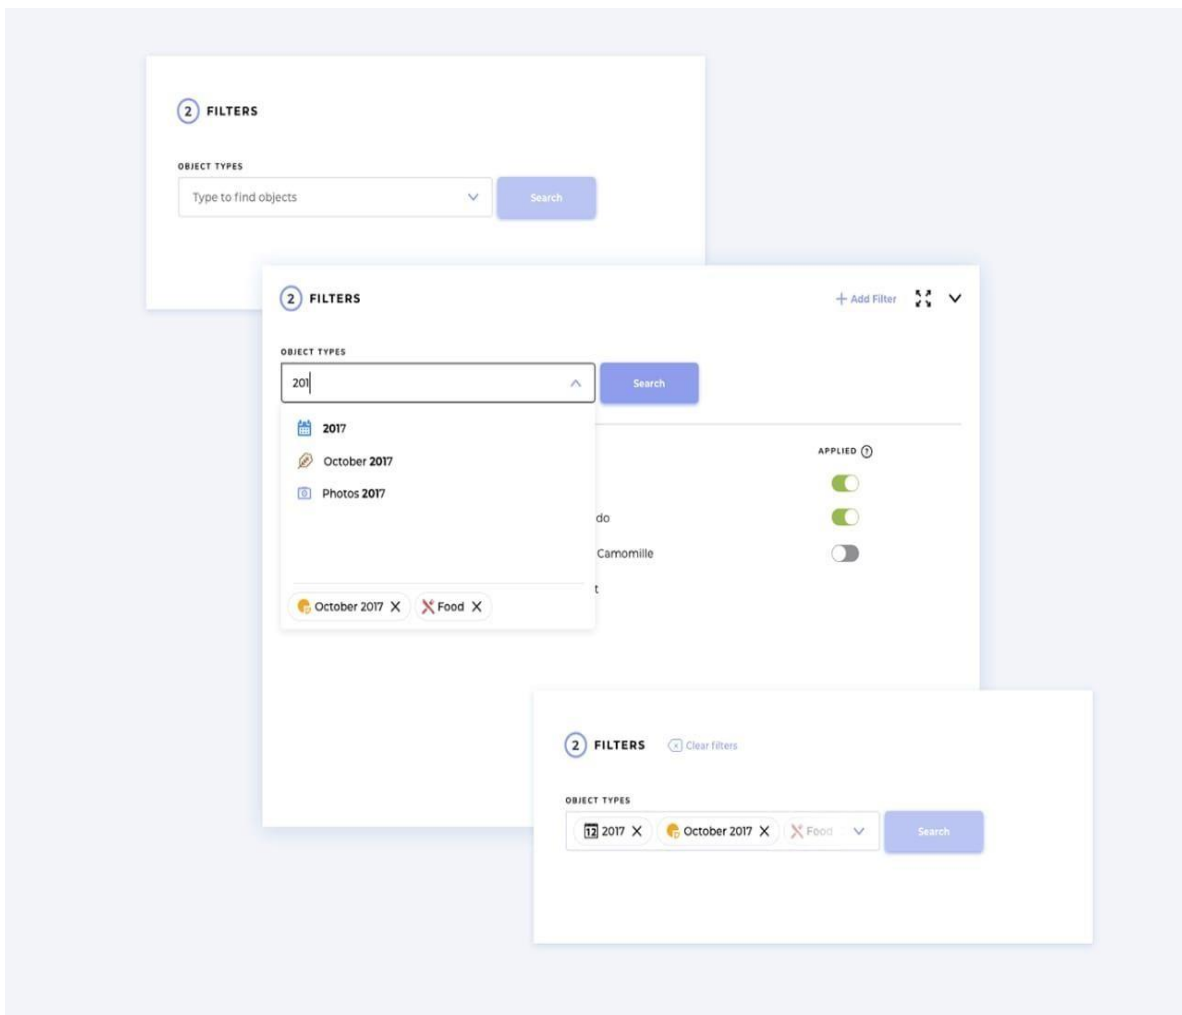 2 FILTERS
OBJECT TYPES
Type to find objects
Search
2 FILTERS
Add Filter
OBJECT TYPES
201
Search
2017
October 2017
Photos 2017
APPLIED ?
do
Camomille
t
October 2017 X
Food X
2 FILTERS
Clear filters
OBJECT TYPES
12 2017 X
October 2017 X
Food
Search